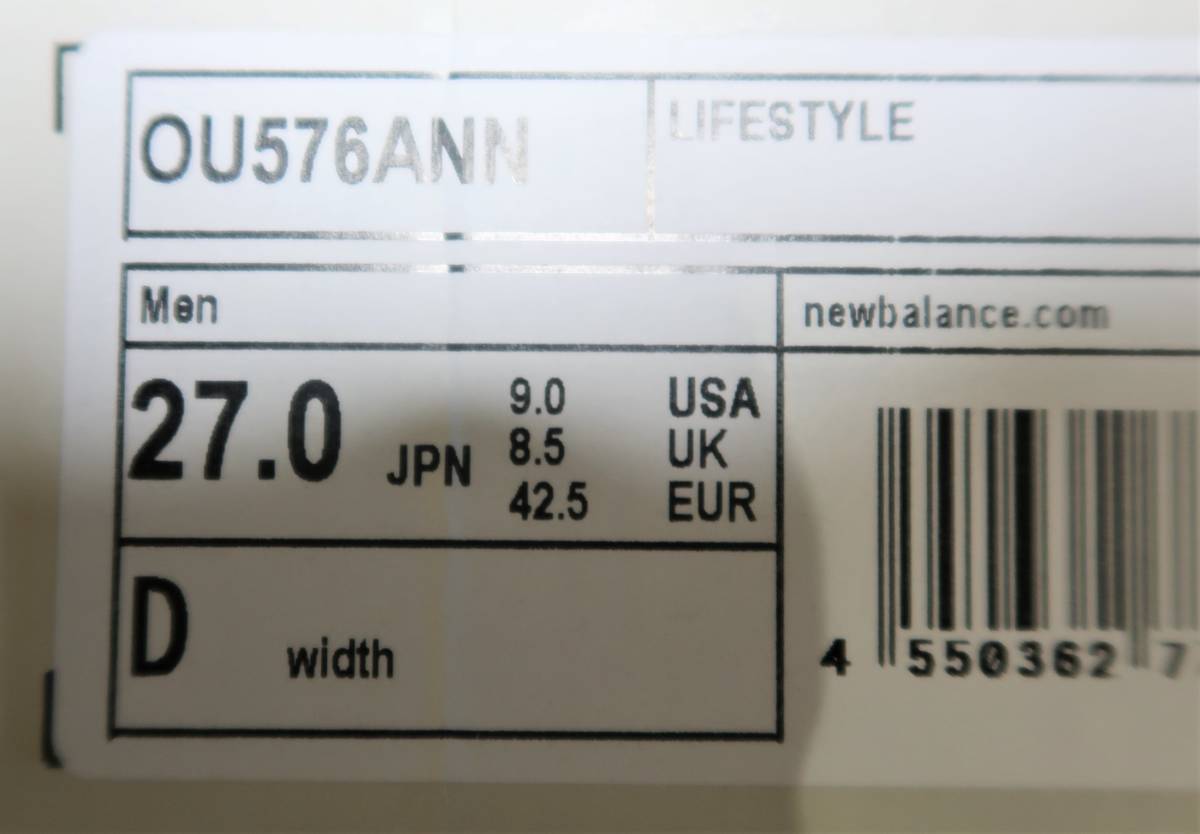 OU576ANN
LIFESTYLE
Men
newbalance.com
27.0 JPN
9.0 USA
8.5 UK
42.5 EUR
D width
4 550362 7